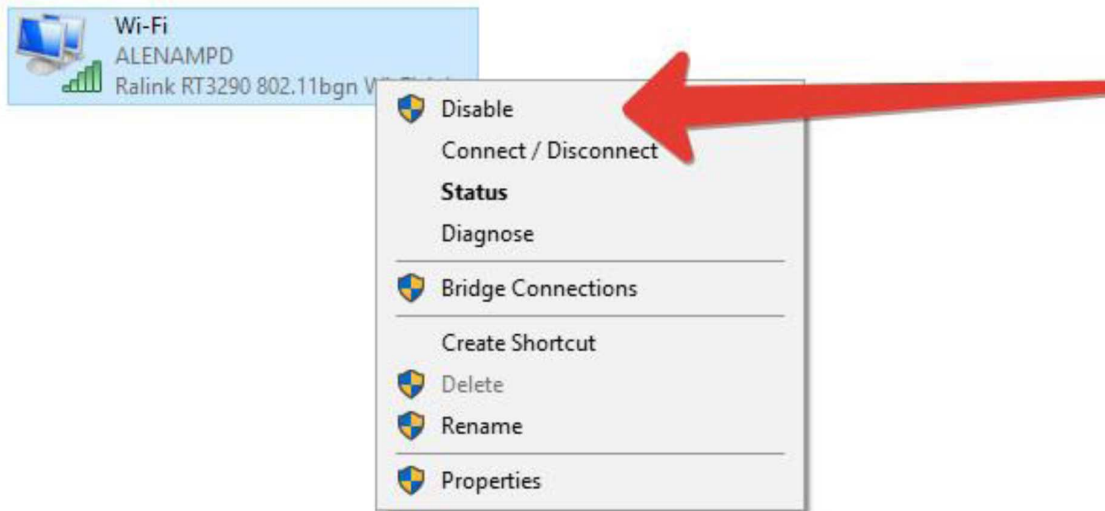 Wi-Fi
ALENAMPD
Ralink RT3290 802.11bgn
Disable
Connect / Disconnect
Status
Diagnose
Bridge Connections
Create Shortcut
Delete
Rename
Properties